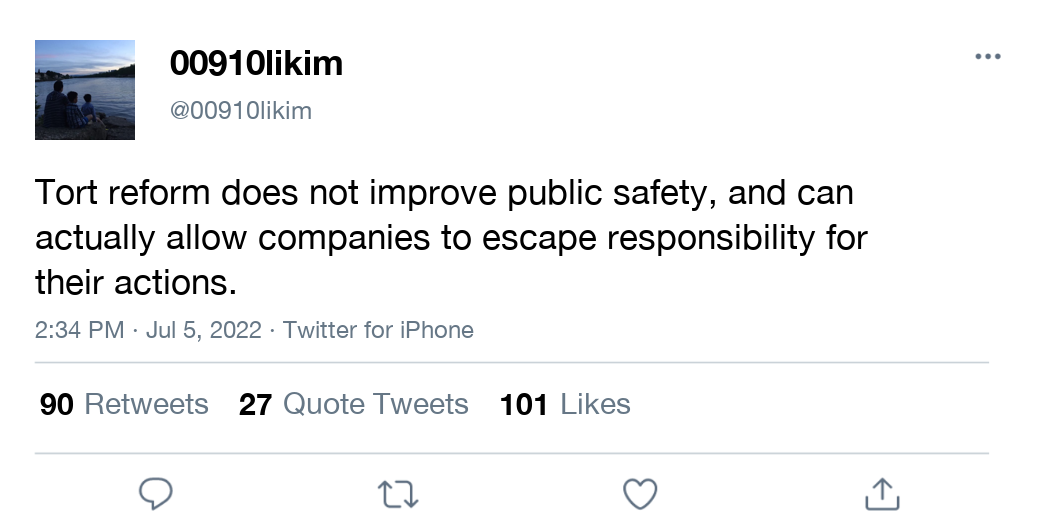 00910likim
@00910likim
Tort reform does not improve public safety, and can
actually allow companies to escape responsibility for
their actions.
2:34 PM · Jul 5, 2022 · Twitter for iPhone
90 Retweets 27 Quote Tweets 101 Likes